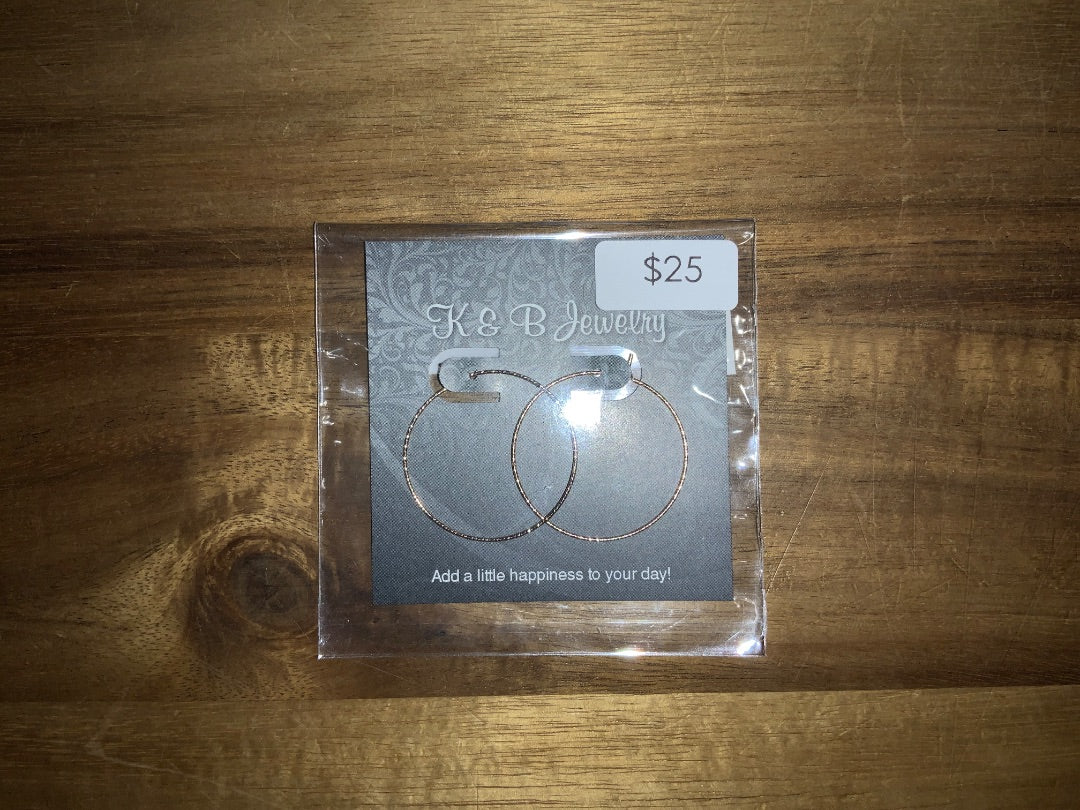 $25
K & B Jewelry
Add a little happiness to your day!